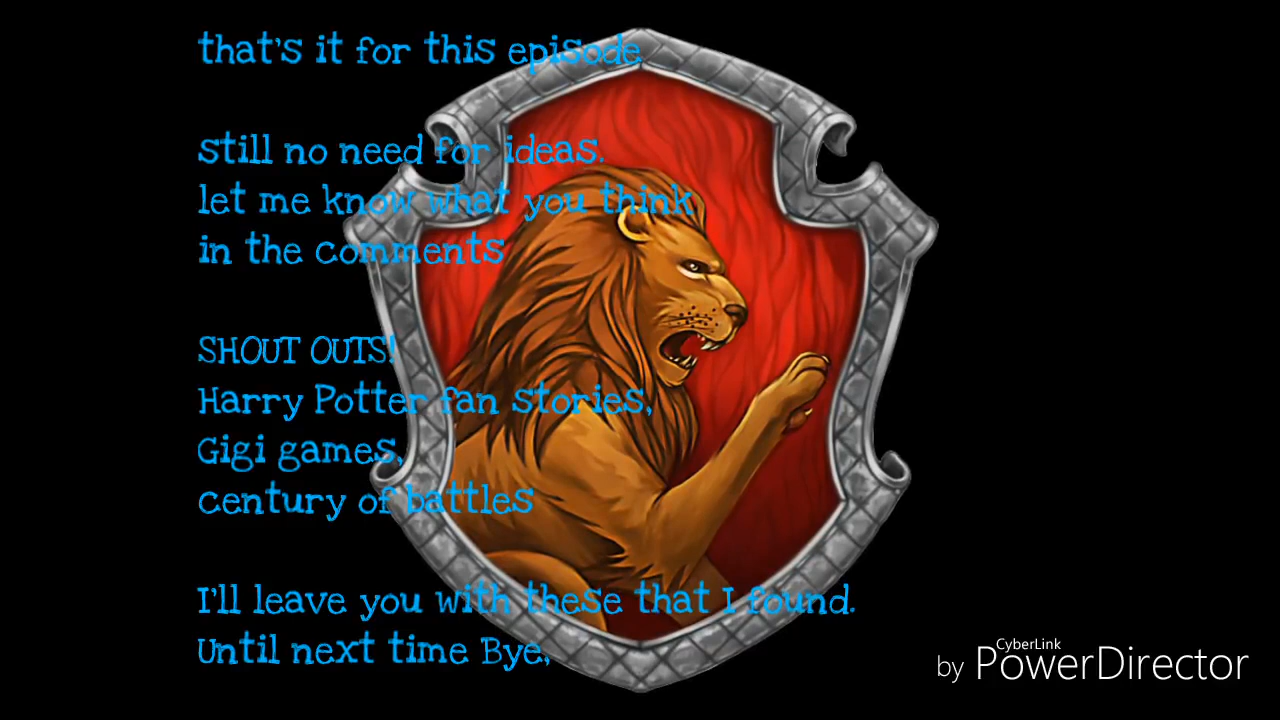 that's it for this episode
still no need for ideas.
let me know what you think
in the comments
SHOUT OUTS!
Harry Potter fan stories,
Gigi games,
century of battles
I'll leave you with these that I found.
Until next time Bye,
by CyberLink PowerDirector